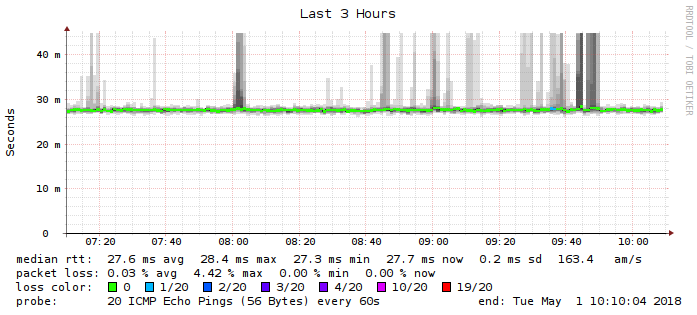 Last 3 Hours
RRDTOOL / TOBI OETIKER
Seconds
40 m
30 m
20 m
10 m
0
07:20 07:40 08:00 08:20 08:40 09:00 09:20 09:40 10:00
median rtt: 27.6 ms avg 28.4 ms max 27.3 ms min 27.7 ms now 0.2 ms sd 163.4 am/s
packet loss: 0.03 % avg 4.42 % max 0.00 % min 0.00 % now
loss color: 0 1/20 2/20 3/20 4/20 10/20 19/20
probe: 20 ICMP Echo Pings (56 Bytes) every 60s end: Tue May 1 10:10:04 2018